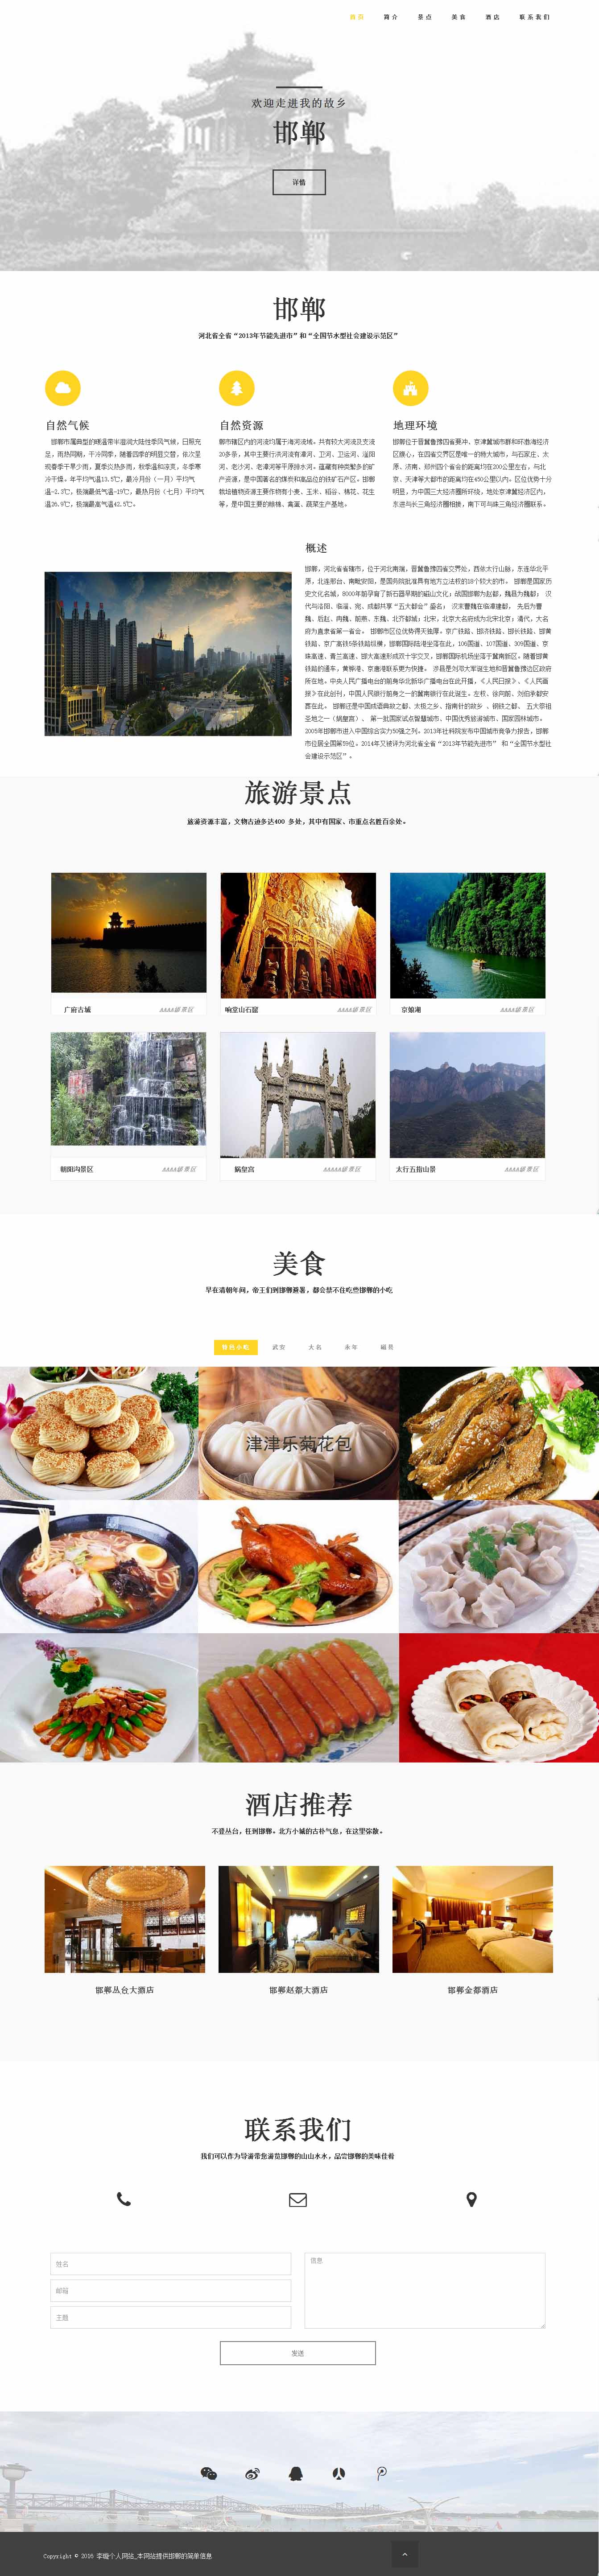 首页 简介 景点 美食 酒店 联系我们
欢迎走进我的故乡
邯郸
详情
邯郸
河北省全省“2013年节能先进市”和“全国节水型社会建设示范区”
自然气候
邯郸市属典型的暖温带半湿润大陆性季风气候，日照充
足，雨热同期，干冷同季，随着四季的明显交替，依次呈
现春季干旱少雨，夏季炎热多雨，秋季温和凉爽，冬季寒
冷干燥。年平均气温13.5℃，最冷月份（一月）平均气
温-2.3℃，极端最低气温-19℃，最热月份（七月）平均气
温26.9℃，极端最高气温42.5℃。
自然资源
郸市辖区内的河流均属于海河流域。共有较大河流及支流
20多条，其中主要行洪河流有漳河、卫河、卫运河、滏阳
河、老沙河、老漳河等平原排水河。蕴藏有种类繁多的矿
产资源，是中国著名的煤炭和高品位的铁矿石产区。邯郸
栽培植物资源主要作物有小麦、玉米、稻谷、棉花、花生
等，是中国主要的粮棉、禽蛋、蔬菜生产基地。
地理环境
邯郸位于晋冀鲁豫四省要冲，京津冀城市群和环渤海经济
区腹心，在四省交界区是唯一的特大城市，与石家庄、太
原、济南、郑州四个省会的距离均在200公里左右，与北
京、天津等大都市的距离均在450公里以内。区位优势十分
明显，为中国三大经济圈所环绕，地处京津冀经济区内，
东进与长三角经济圈相接，南下可与珠三角经济圈联系。
概述
邯郸，河北省省辖市，位于河北南端，晋冀鲁豫四省交界处，西依太行山脉，东连华北平
原，北连邢台、南毗安阳，是国务院批准具有地方立法权的18个较大的市。 邯郸是国家历
史文化名城，8000年前孕育了新石器早期的磁山文化；战国邯郸为赵都，魏县为魏都； 汉
代与洛阳、临淄、宛、成都共享“五大都会”盛名； 汉末曹魏在临漳建都， 先后为曹
魏、后赵、冉魏、前燕、东魏、北齐都城；北宋，北京大名府成为北宋北京；清代，大名
府为直隶省第一省会。 邯郸市区位优势得天独厚，京广铁路、邯济铁路、邯长铁路、邯黄
铁路、京广高铁5条铁路纵横，邯郸国际陆港坐落在此，106国道、107国道、309国道、京
珠高速、青兰高速、邯大高速形成双十字交叉，邯郸国际机场坐落于冀南新区。随着邯黄
铁路的通车，黄骅港、京唐港联系更为快捷。 涉县是刘邓大军诞生地和晋冀鲁豫边区政府
所在地。中央人民广播电台的前身华北新华广播电台在此开播，《人民日报》、《人民画
报》在此创刊，中国人民银行前身之一的冀南银行在此诞生。左权、徐向前、刘伯承都安
葬在此。 邯郸还是中国成语典故之都、太极之乡、指南针的故乡 、钢铁之都、 五大祭祖
圣地之一（娲皇宫）、 第一批国家试点智慧城市、中国优秀旅游城市、国家园林城市。
2005年邯郸市进入中国综合实力50强之列。2013年社科院发布中国城市竞争力报告，邯郸
市位居全国第59位。2014年又被评为河北省全省“2013年节能先进市” 和“全国节水型社
会建设示范区”。
旅游景点
旅游资源丰富，文物古迹多达400 多处，其中有国家、市重点名胜百余处。
广府古城 AAAA级景区
响堂山石窟 AAAA级景区
京娘湖 AAAA级景区
朝阳沟景区 AAAA级景区
娲皇宫 AAAAA级景区
太行五指山景 AAAA级景区
美食
早在清朝年间，帝王们到邯郸避暑，都会禁不住吃些邯郸的小吃
特色小吃 武安 大名 永年 磁县
津津乐菊花包
酒店推荐
不登丛台，枉到邯郸。北方小城的古朴气息，在这里弥散。
邯郸丛台大酒店
邯郸赵都大酒店
邯郸金都酒店
联系我们
我们可以作为导游带您游览邯郸的山山水水，品尝邯郸的美味佳肴
姓名
邮箱
主题
信息
发送
Copyright © 2016 李璇个人网站_本网站提供邯郸的简单信息